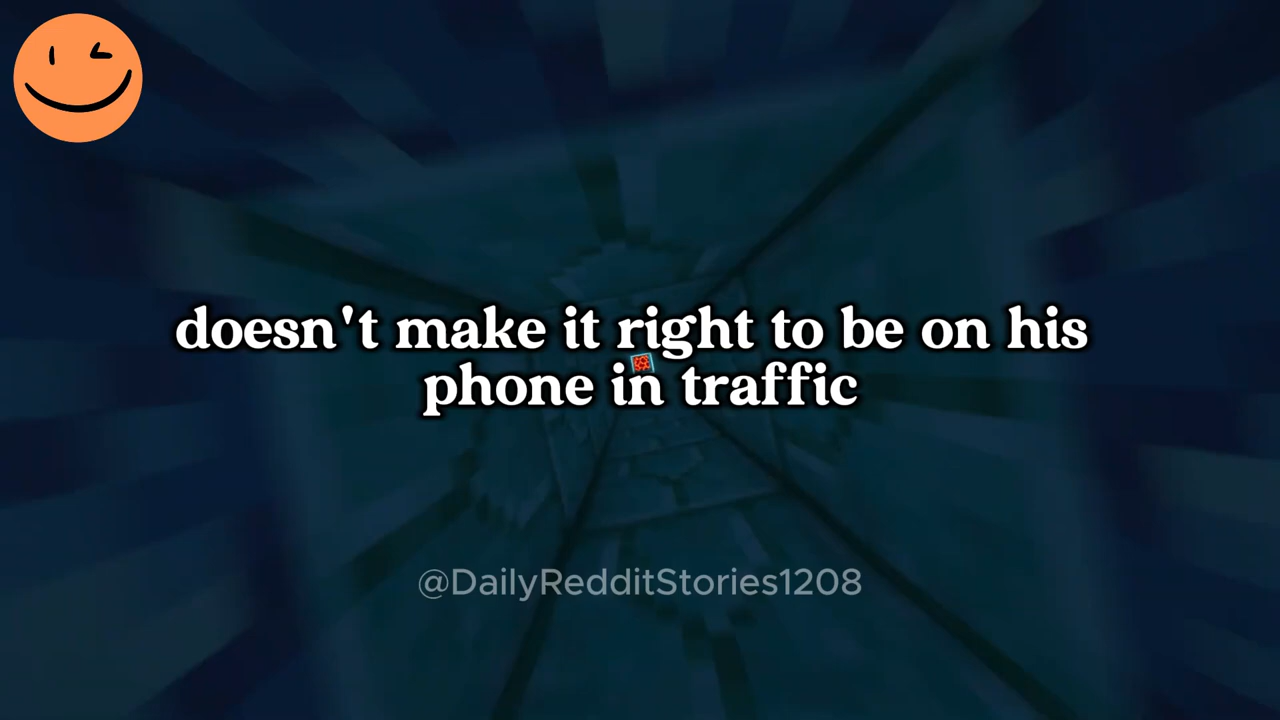 doesn't make it right to be on his
phone in traffic
@DailyRedditStories1208